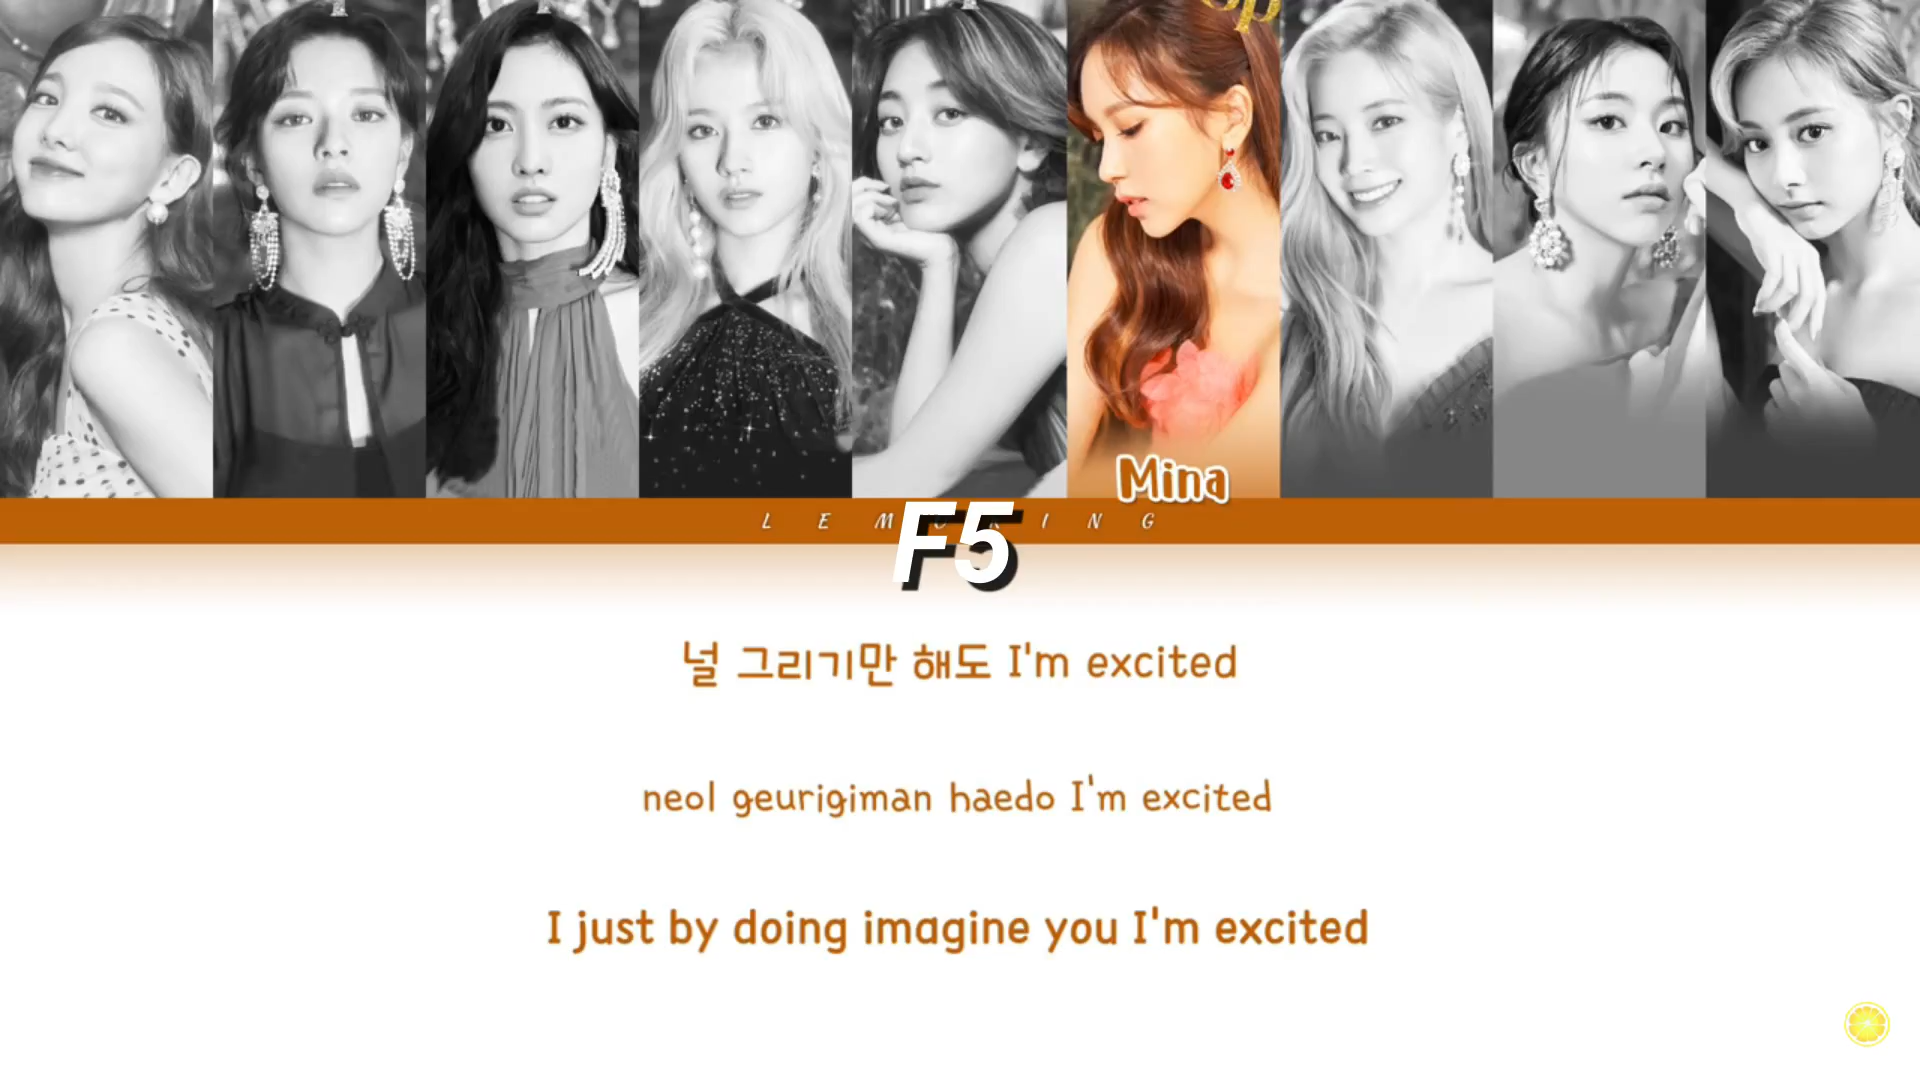 Mina
LEMORING
F5
널 그리기만 해도 I'm excited
neol geurigiman haedo I'm excited
I just by doing imagine you I'm excited